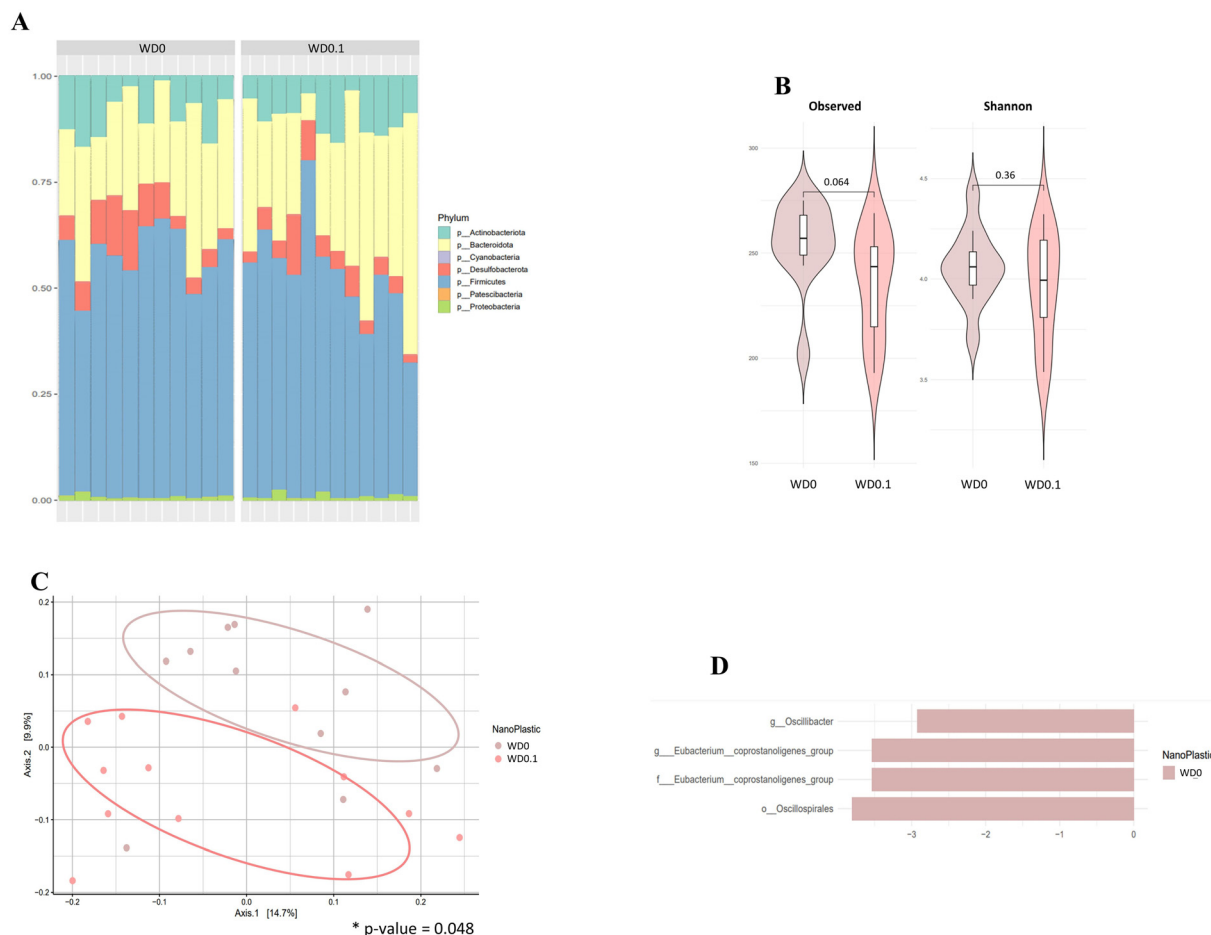 A
WD0 WD0.1
1.00
0.75
0.50
0.25
0.00
Phylum
p__Actinobacteriota
p__Bacteroidota
p__Cyanobacteria
p__Desulfobacterota
p__Firmicutes
p__Patescibacteria
p__Proteobacteria
B
Observed Shannon
300
250
200
150
0.064
4.5
4.0
3.5
0.36
WD0 WD0.1 WD0 WD0.1
C
0.2
0.1
0.0
−0.1
−0.2
Axis.2 [9.9%]
−0.2 −0.1 0.0 0.1 0.2
Axis.1 [14.7%]
* p-value = 0.048
NanoPlastic
WD0
WD0.1
D
g__Oscillibacter
g___Eubacterium__coprostanoligenes_group
f___Eubacterium__coprostanoligenes_group
o__Oscillospirales
−3 −2 −1 0
NanoPlastic
WD0